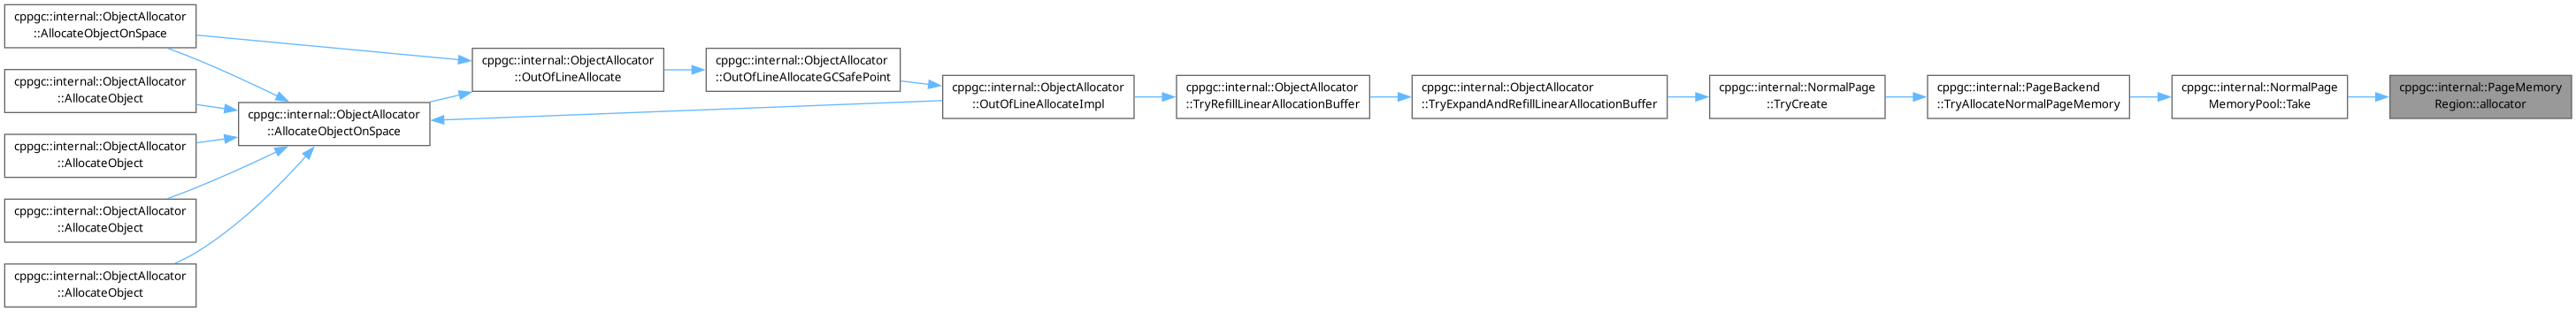 cppgc::internal::ObjectAllocator
::AllocateObjectOnSpace
cppgc::internal::ObjectAllocator
::AllocateObject
cppgc::internal::ObjectAllocator
::AllocateObject
cppgc::internal::ObjectAllocator
::AllocateObject
cppgc::internal::ObjectAllocator
::AllocateObject
cppgc::internal::ObjectAllocator
::AllocateObjectOnSpace
cppgc::internal::ObjectAllocator
::OutOfLineAllocate
cppgc::internal::ObjectAllocator
::OutOfLineAllocateGCSafePoint
cppgc::internal::ObjectAllocator
::OutOfLineAllocateImpl
cppgc::internal::ObjectAllocator
::TryRefillLinearAllocationBuffer
cppgc::internal::ObjectAllocator
::TryExpandAndRefillLinearAllocationBuffer
cppgc::internal::NormalPage
::TryCreate
cppgc::internal::PageBackend
::TryAllocateNormalPageMemory
cppgc::internal::NormalPage
MemoryPool::Take
cppgc::internal::PageMemory
Region::allocator